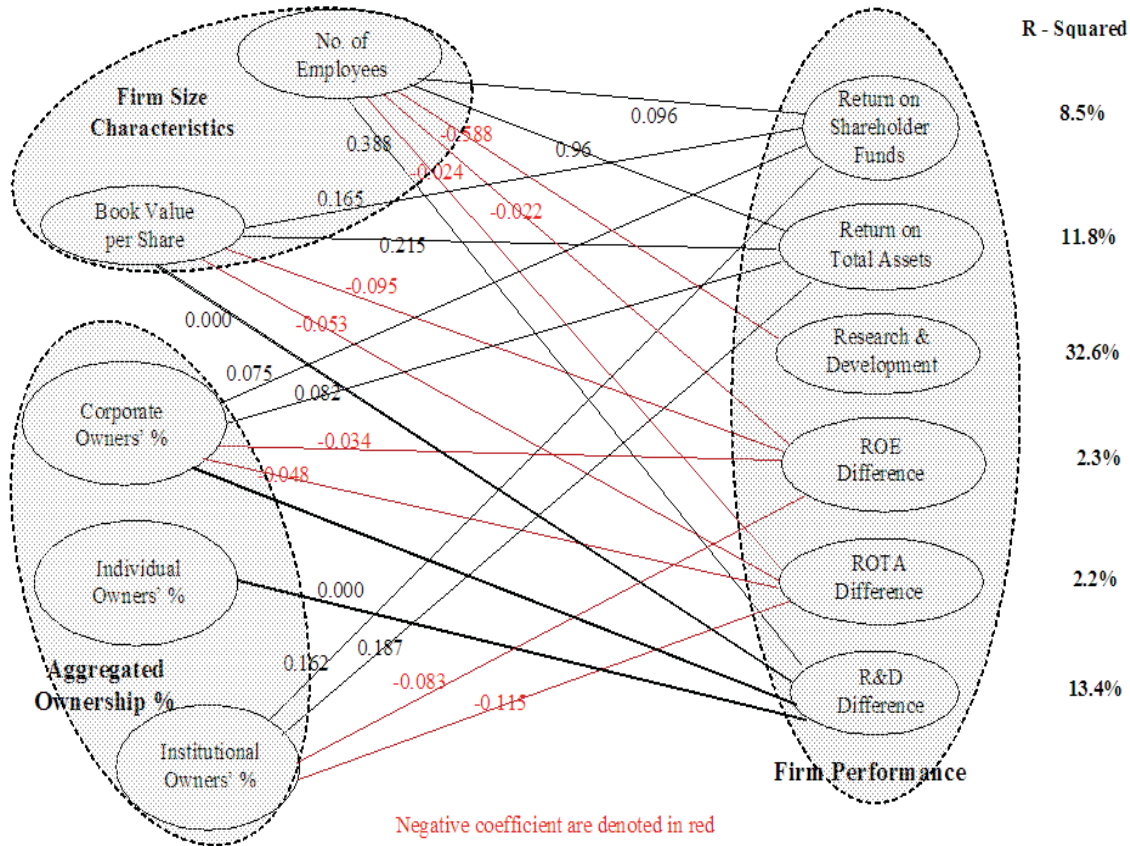 R - Squared
No. of
Employees
Firm Size
Characteristics
Book Value
per Share
Corporate
Owners' %
Individual
Owners' %
Aggregated
Ownership %
Institutional
Owners' %
0.096
-0.588
0.388
0.96
-0.024
0.165
-0.022
0.215
-0.095
0.000
-0.053
0.075
0.082
-0.034
-0.048
0.000
0.187
0.162
-0.083
-0.115
Return on
Shareholder
Funds
8.5%
Return on
Total Assets
11.8%
Research &
Development
32.6%
ROE
Difference
2.3%
ROTA
Difference
2.2%
R&D
Difference
13.4%
Firm Performance
Negative coefficient are denoted in red